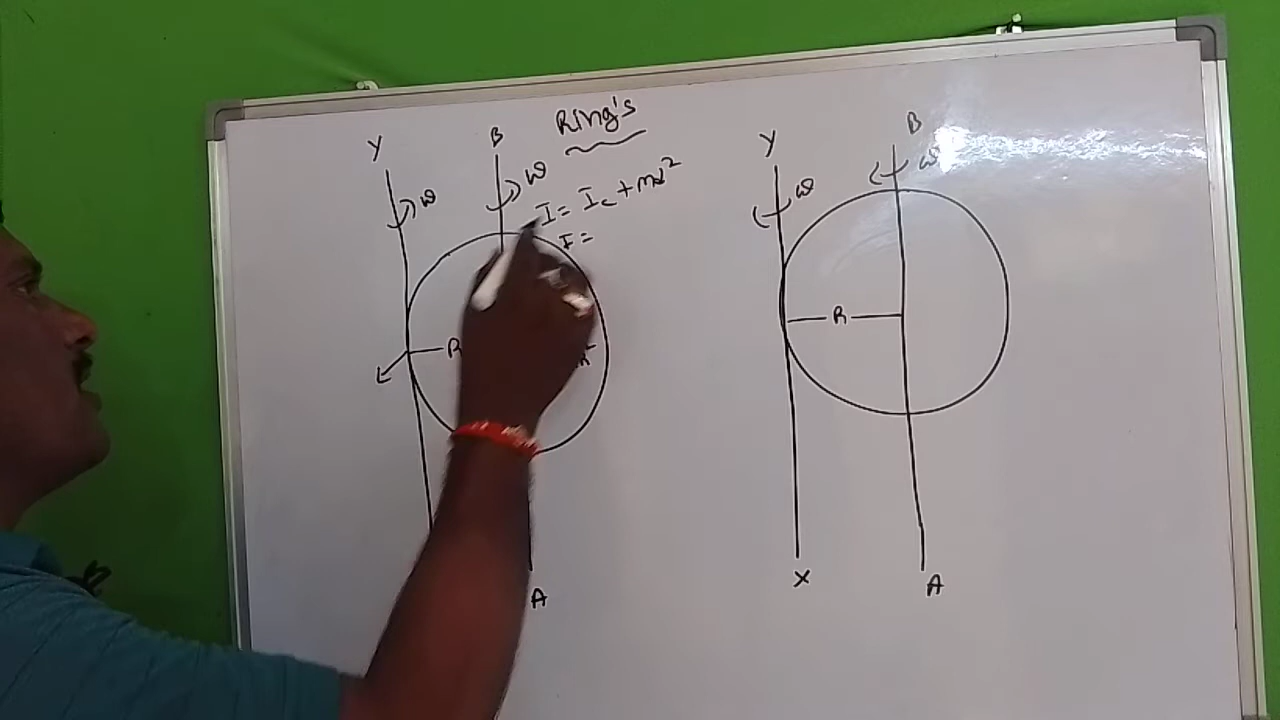 Ring's
Y
B
ω
ω
I = Ic + md²
I =
R
A
Y
B
ω
ω
R
X
A